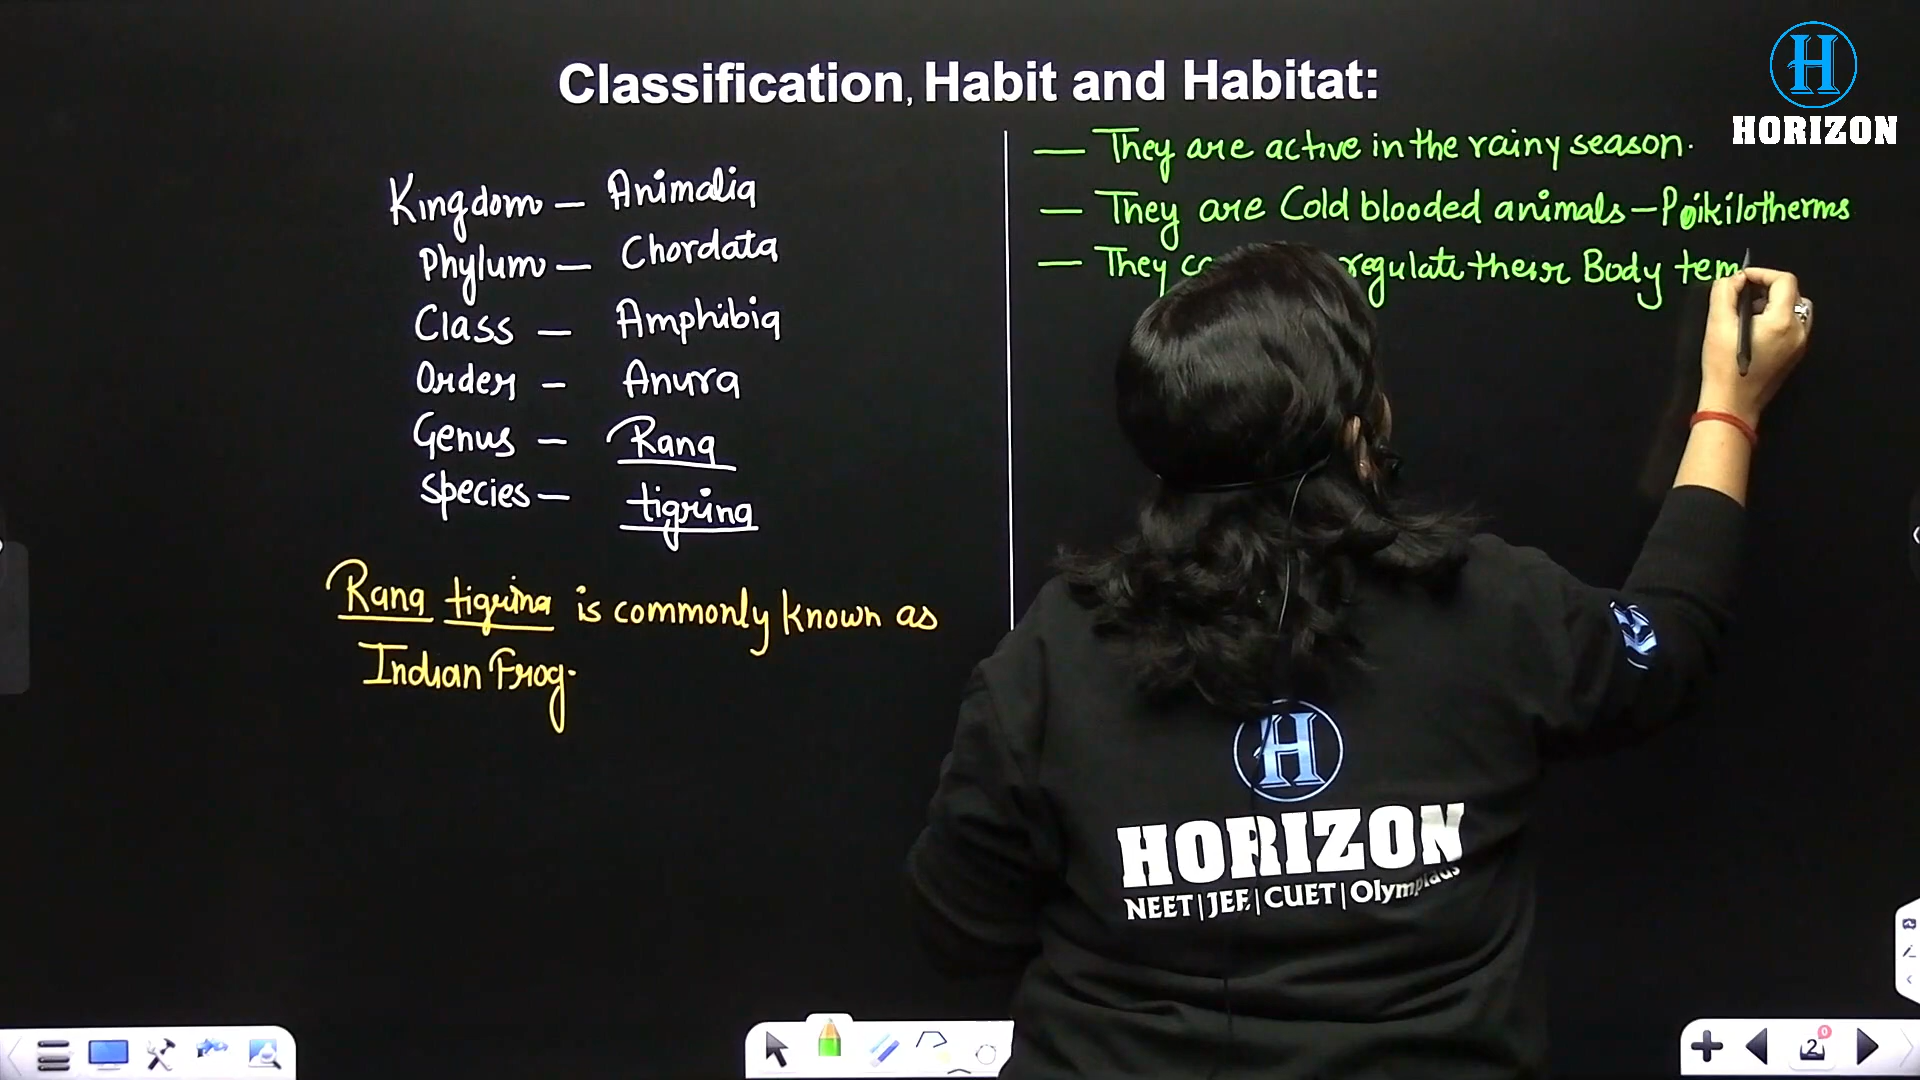 Classification, Habit and Habitat:
H
HORIZON
Kingdom — Animalia
Phylum — Chordata
Class — Amphibia
Order — Anura
Genus — Rana
Species — tigrina
Rana tigrina is commonly known as
Indian Frog.
— They are active in the rainy season.
— They are Cold blooded animals — Poikilotherms
— They regulate their Body tem
H
HORIZON
NEET | JEE | CUET | Olympiads
2
0